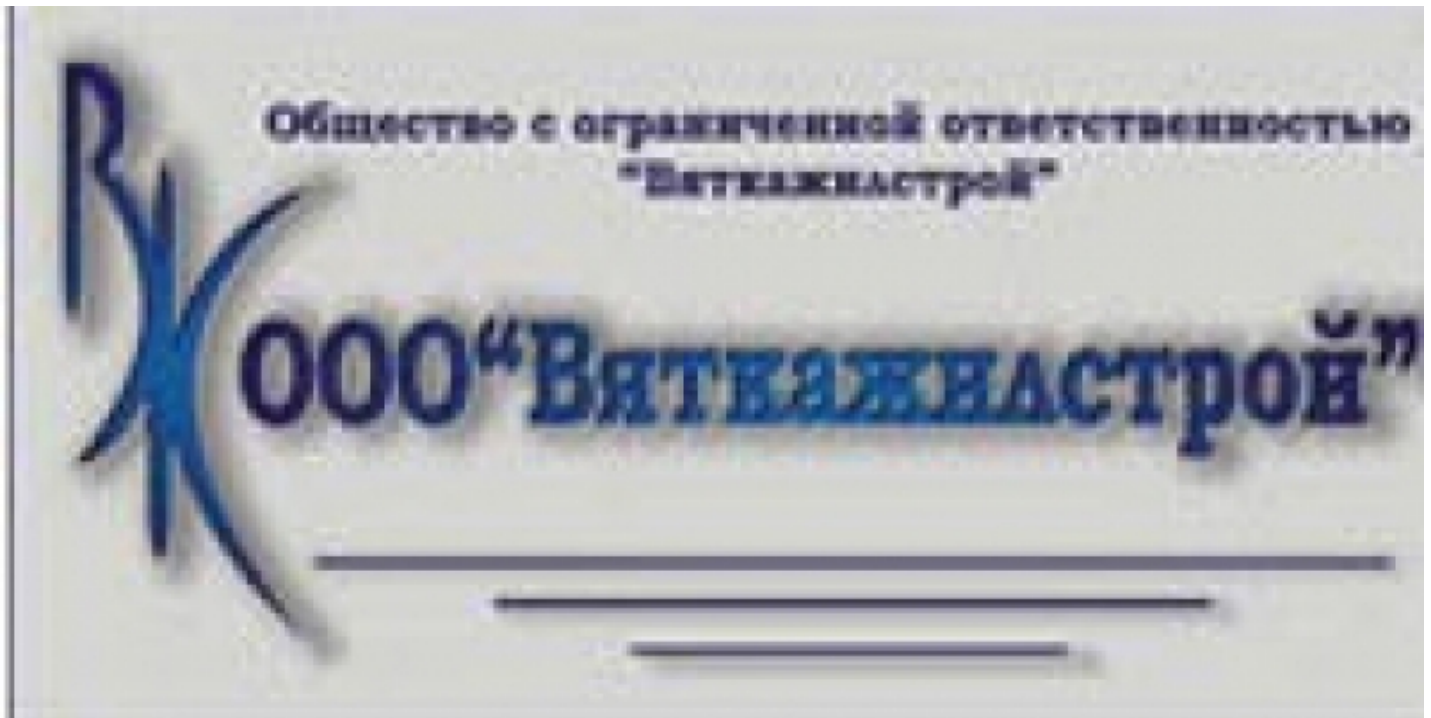 Общество с ограниченной ответственностью
"Вяткажилстрой"
ООО“Вяткажилстрой”